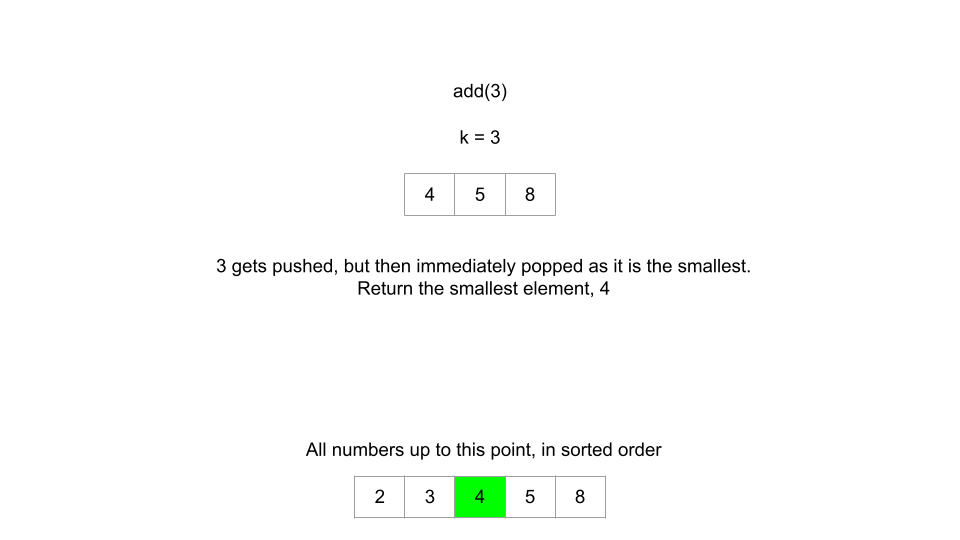 add(3)
k = 3
4 5 8
3 gets pushed, but then immediately popped as it is the smallest.
Return the smallest element, 4
All numbers up to this point, in sorted order
2 3 4 5 8